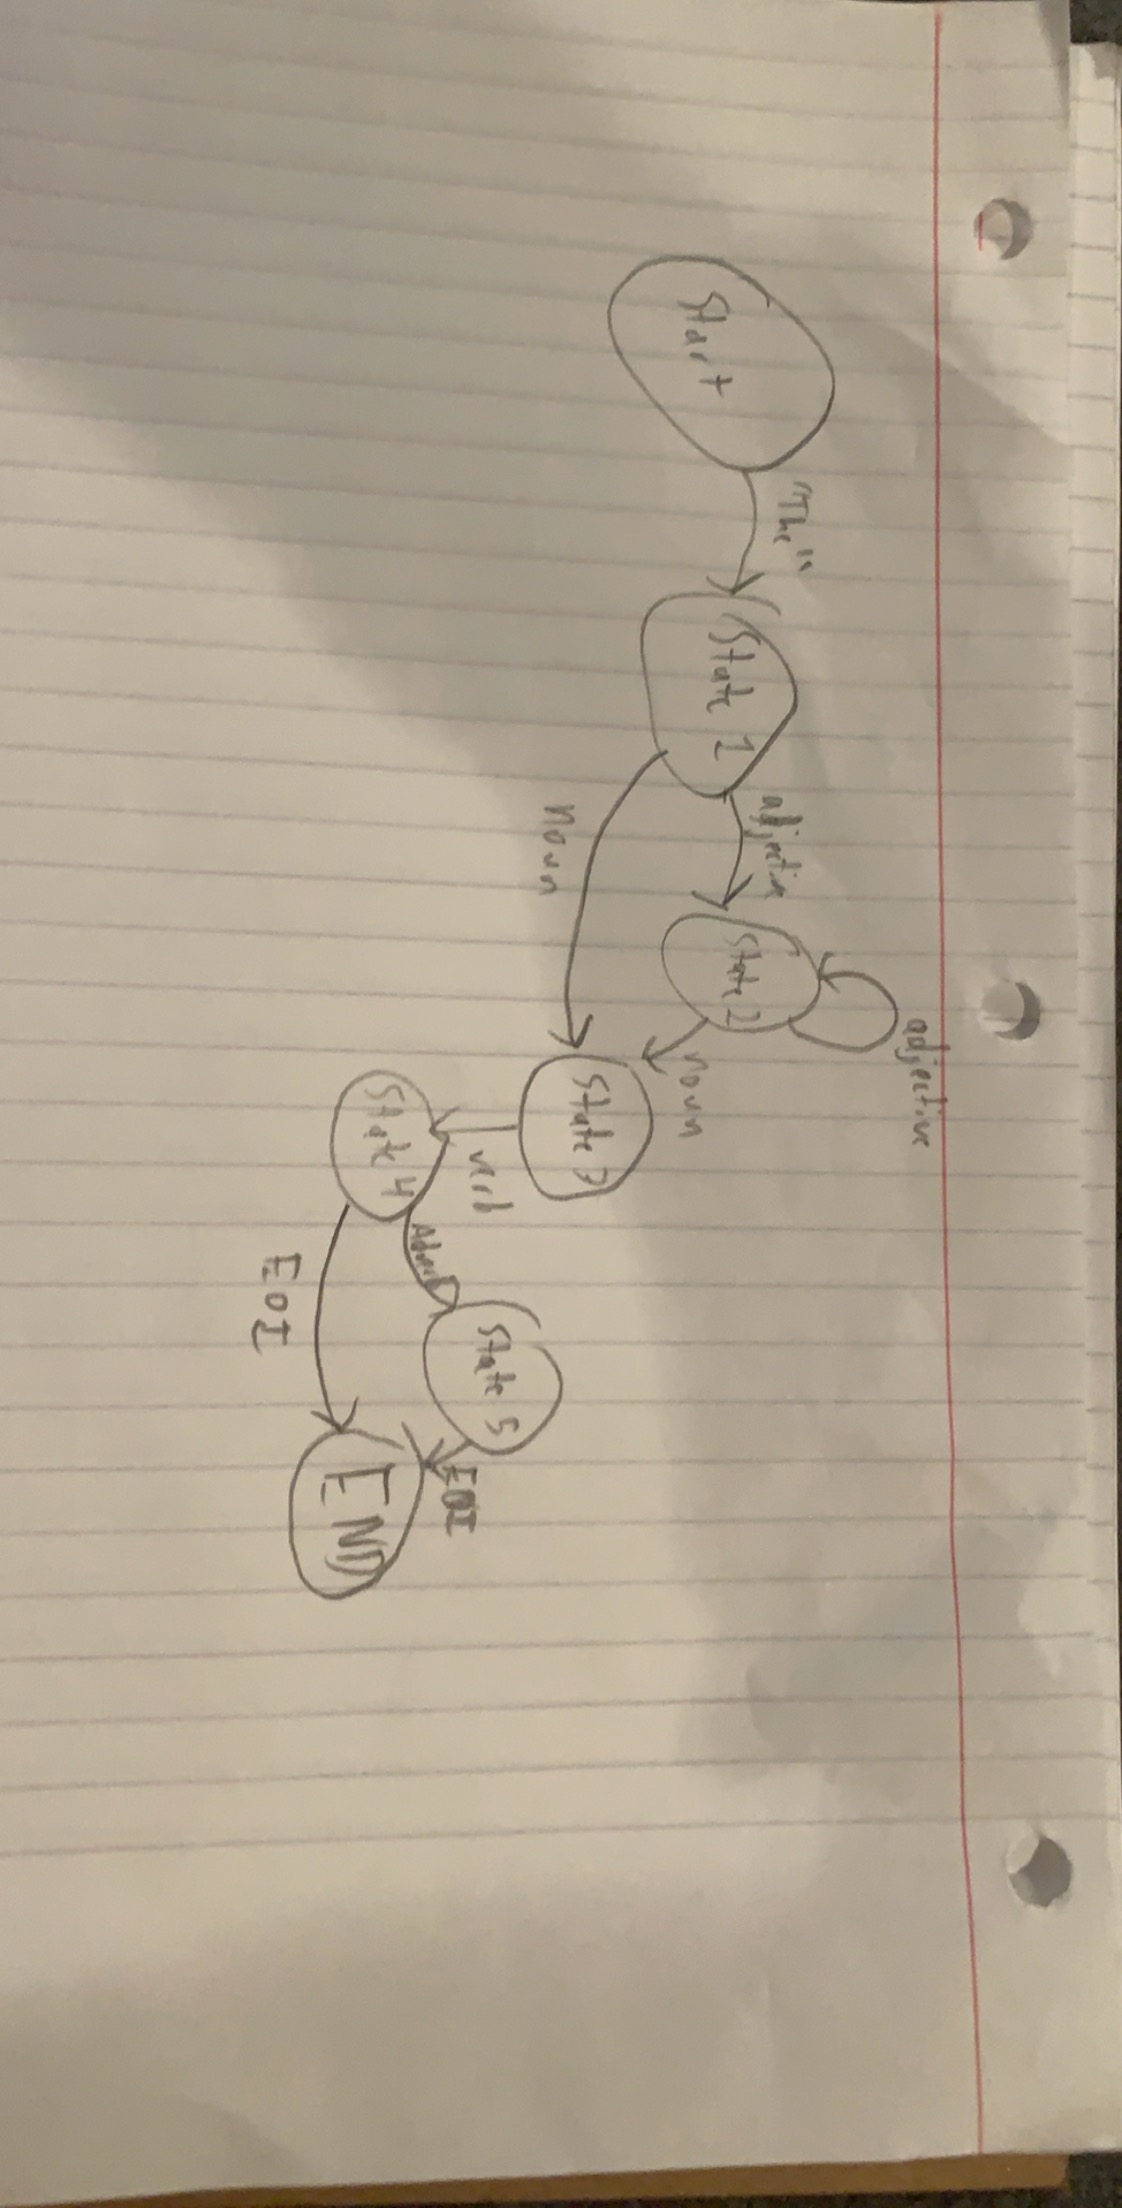 Start
"The"
State 1
adjective
noun
State 2
adjective
noun
State 3
verb
State 4
Adverb
EOI
State 5
EOI
END